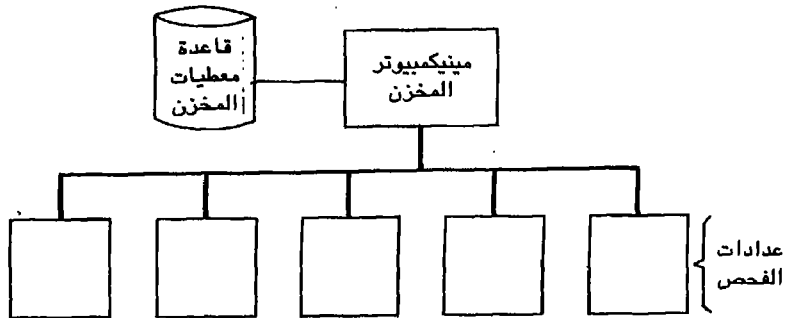 قاعدة
معطيات
المخزن
مينيكمبيوتر
المخزن
عدادات
الفحص